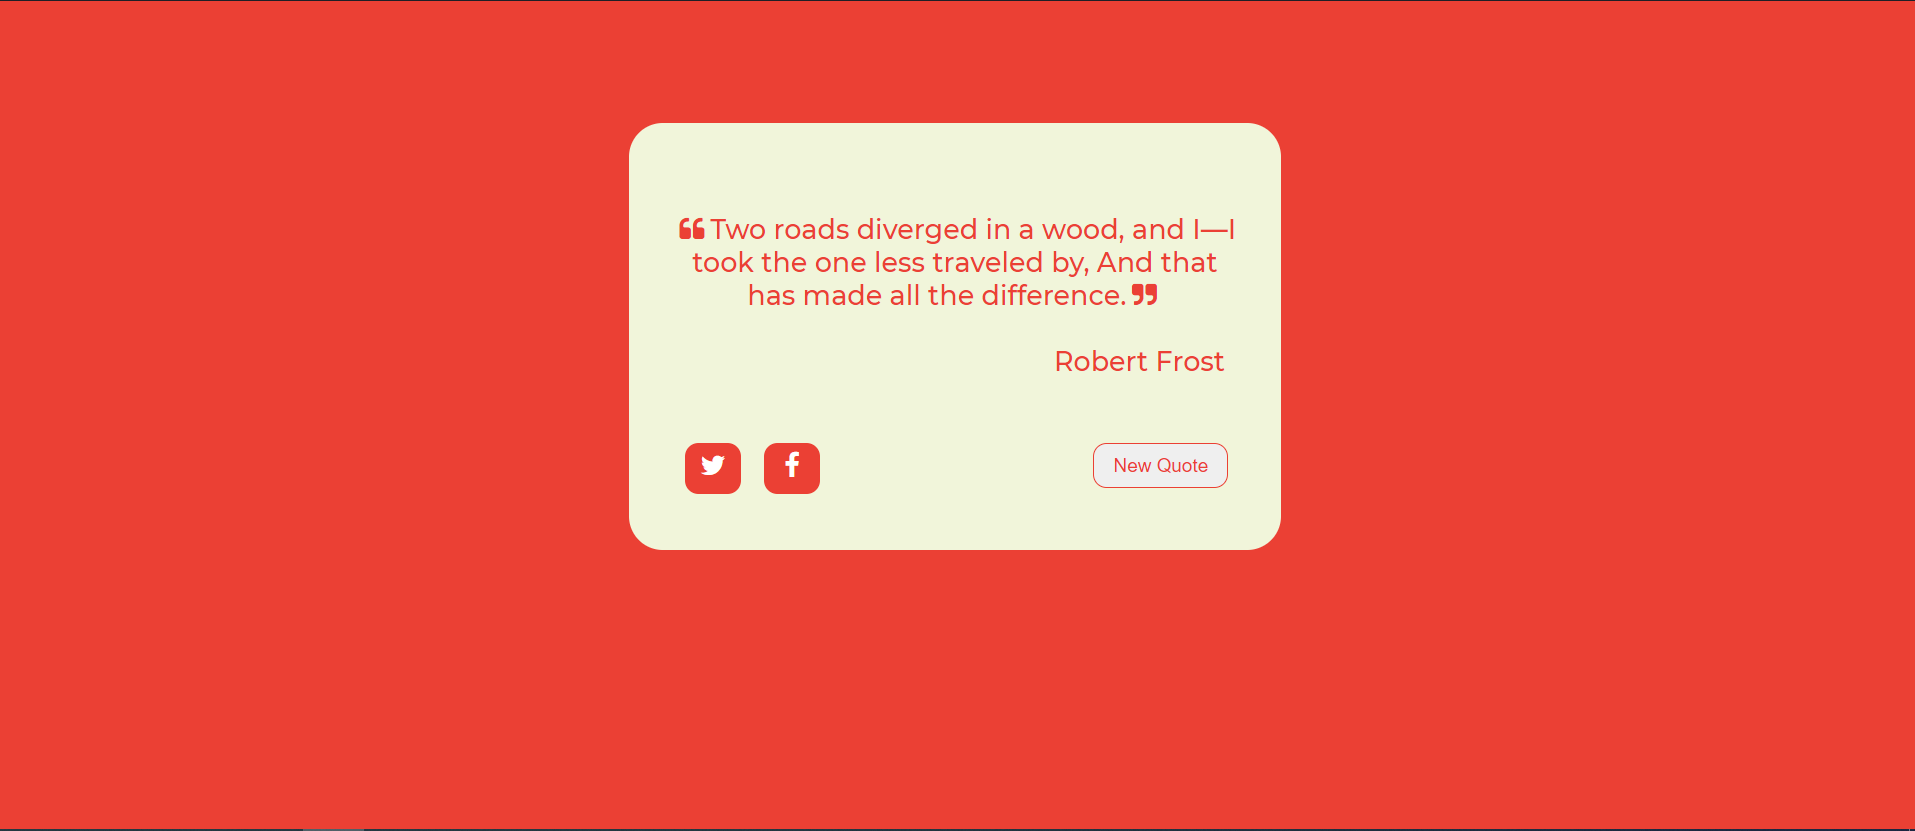 ❝ Two roads diverged in a wood, and I—I
took the one less traveled by, And that
has made all the difference. ❞
Robert Frost
New Quote